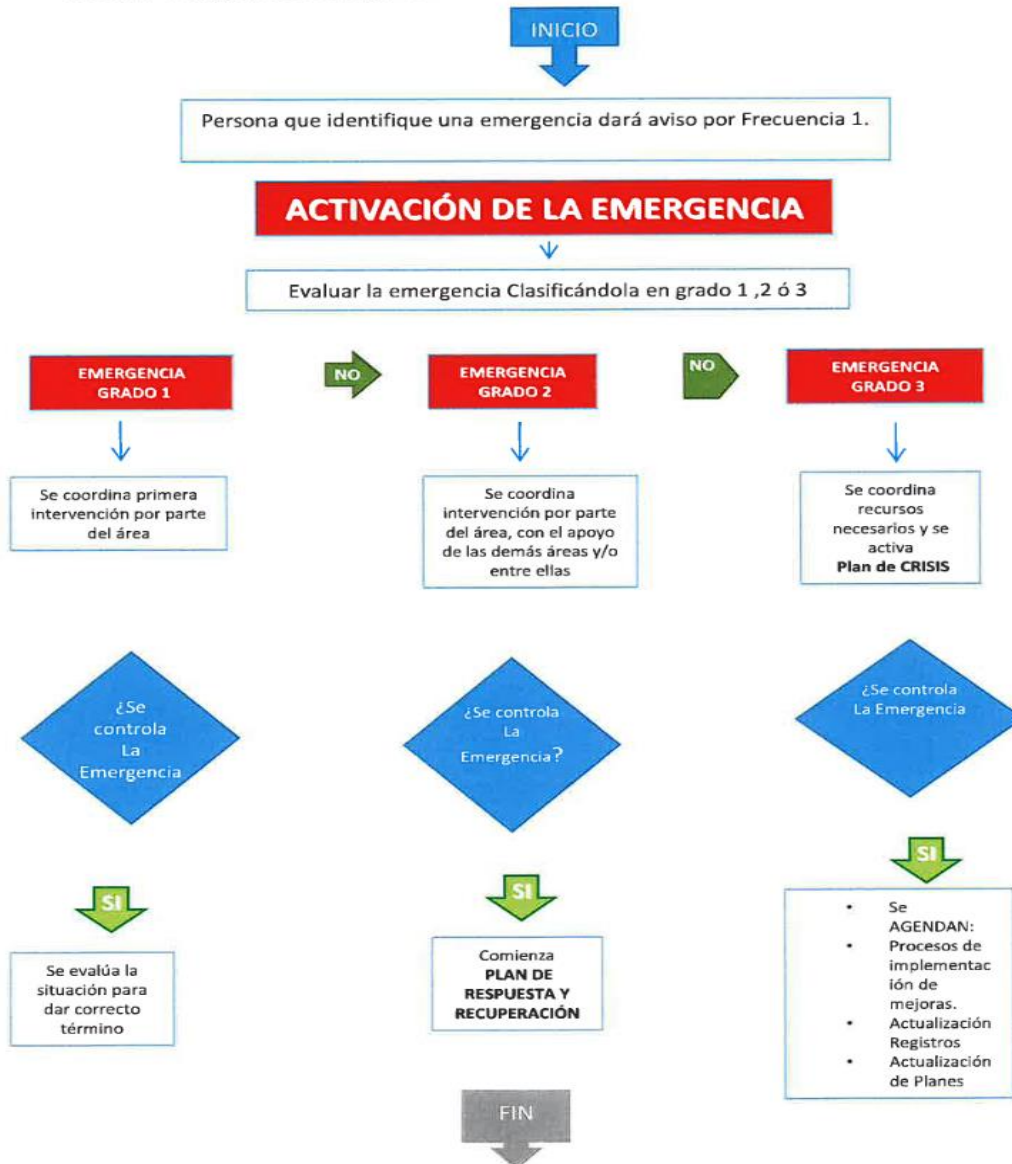 INICIO
Persona que identifique una emergencia dará aviso por Frecuencia 1.
ACTIVACIÓN DE LA EMERGENCIA
Evaluar la emergencia Clasificándola en grado 1 ,2 ó 3
EMERGENCIA
GRADO 1
NO
EMERGENCIA
GRADO 2
NO
EMERGENCIA
GRADO 3
Se coordina primera
intervención por parte
del área
Se coordina
intervención por parte
del área, con el apoyo
de las demás áreas y/o
entre ellas
Se coordina
recursos
necesarios y se
activa
Plan de CRISIS
¿Se
controla
La
Emergencia
¿Se controla
La
Emergencia?
¿Se controla
La Emergencia
SI
SI
SI
Se evalúa la
situación para
dar correcto
término
Comienza
PLAN DE
RESPUESTA Y
RECUPERACIÓN
• Se
AGENDAN:
• Procesos de
implementac
ión de
mejoras.
• Actualización
Registros
• Actualización
de Planes
FIN